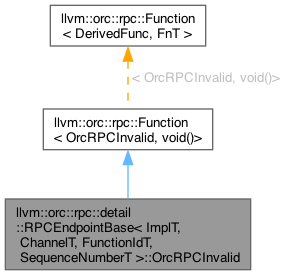 llvm::orc::rpc::Function
< DerivedFunc, FnT >
< OrcRPCInvalid, void()>
llvm::orc::rpc::Function
< OrcRPCInvalid, void()>
llvm::orc::rpc::detail
::RPCEndpointBase< ImplT,
ChannelT, FunctionIdT,
SequenceNumberT >::OrcRPCInvalid